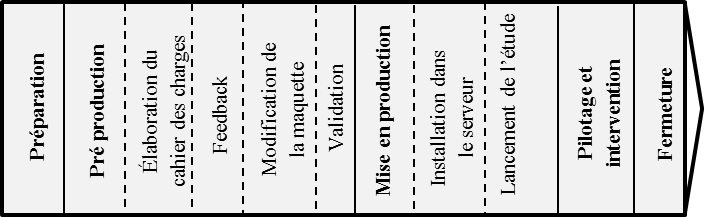 Préparation
Pré production
Élaboration du
cahier des charges
Feedback
Modification de
la maquette
Validation
Mise en production
Installation dans
le serveur
Lancement de l’étude
Pilotage et
intervention
Fermeture